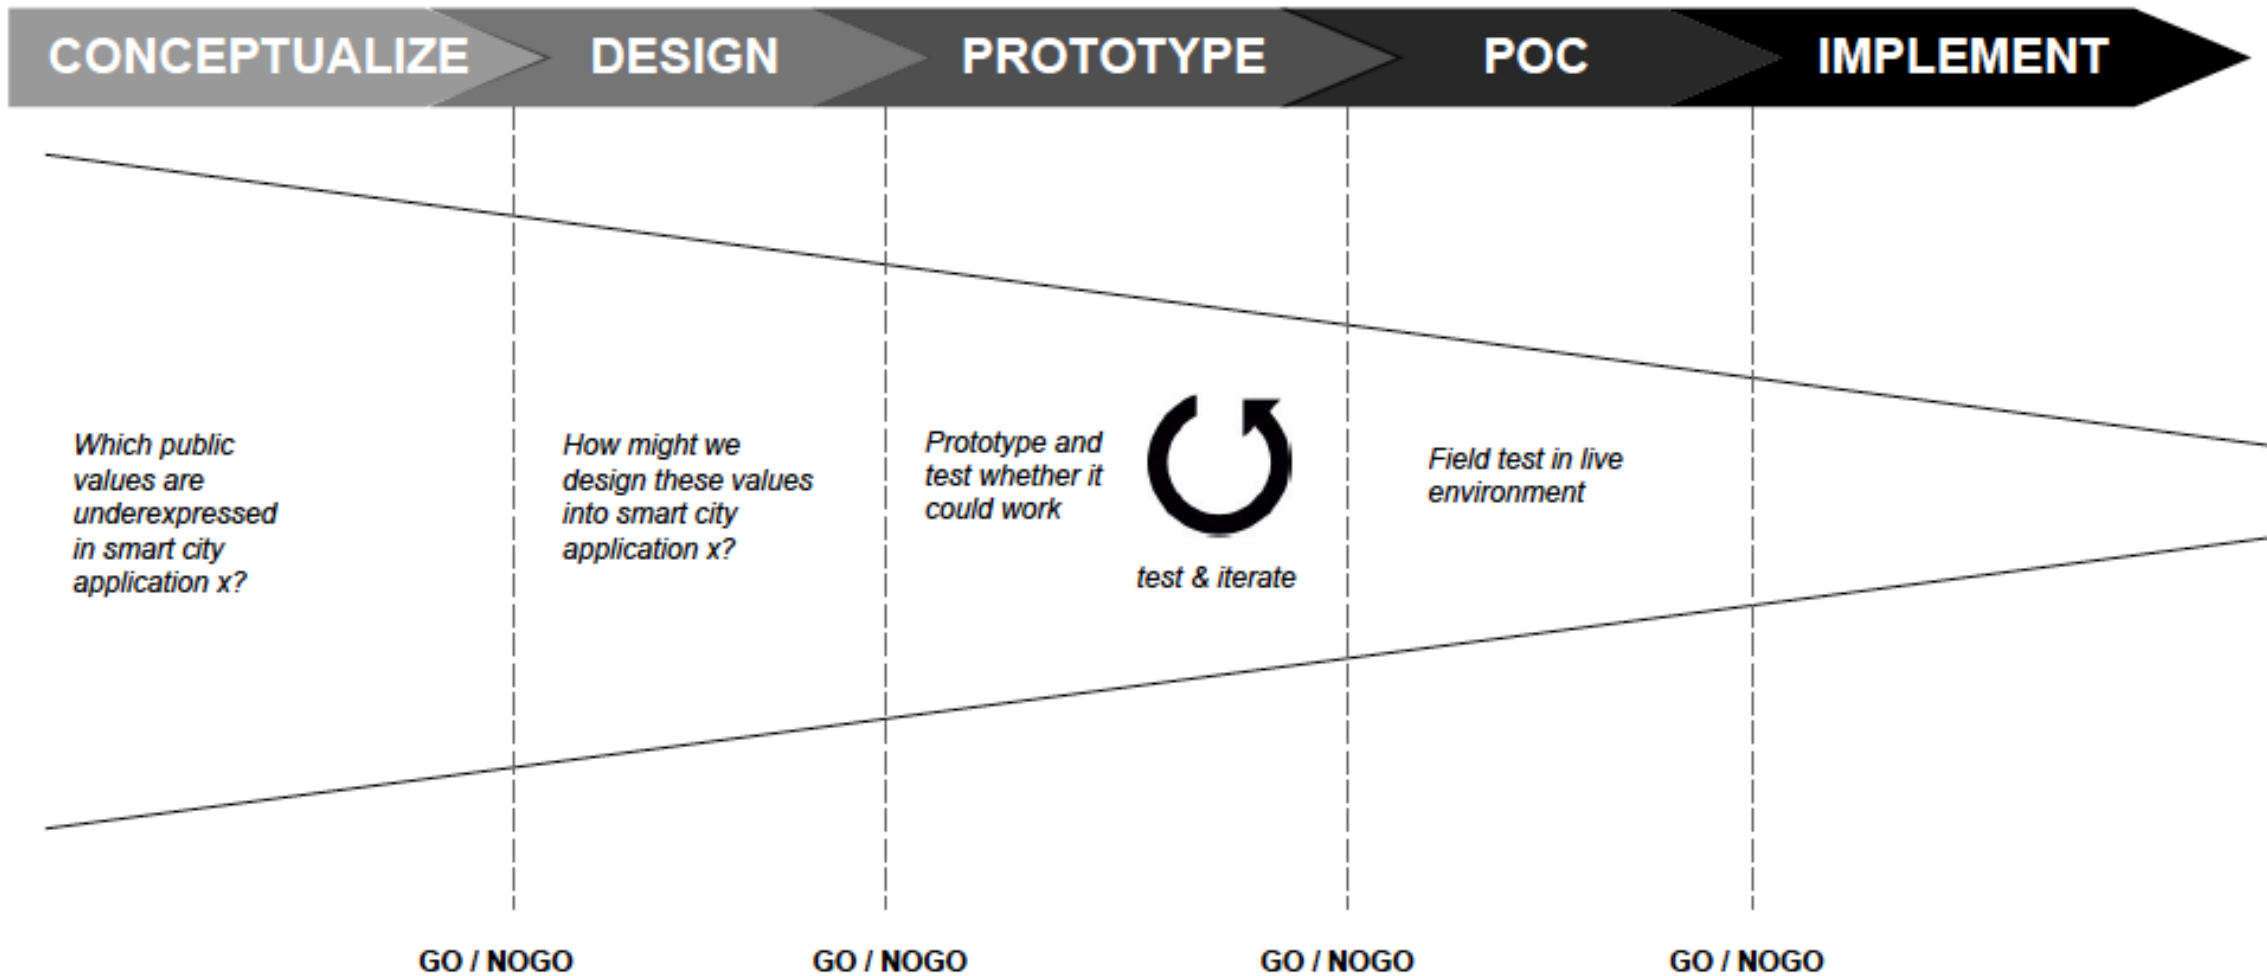 CONCEPTUALIZE
DESIGN
PROTOTYPE
POC
IMPLEMENT
Which public
values are
underexpressed
in smart city
application x?
How might we
design these values
into smart city
application x?
Prototype and
test whether it
could work
test & iterate
Field test in live
environment
GO / NOGO
GO / NOGO
GO / NOGO
GO / NOGO